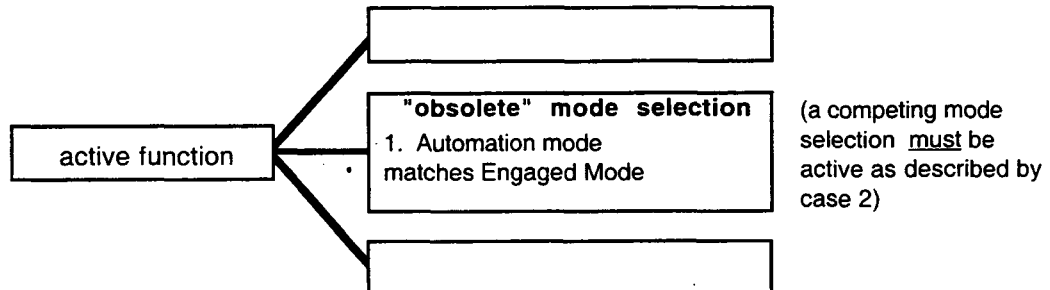 active function
"obsolete" mode selection
1. Automation mode
matches Engaged Mode
(a competing mode
selection must be
active as described by
case 2)